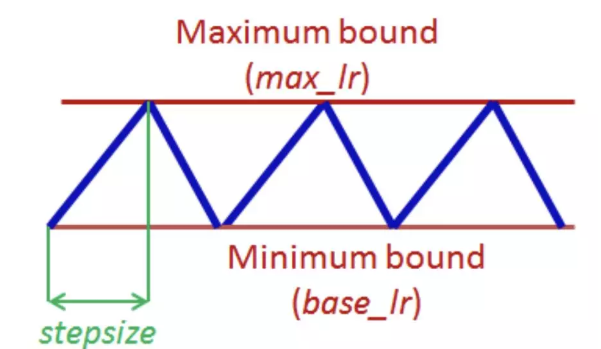 Maximum bound
(max_lr)
Minimum bound
(base_lr)
stepsize